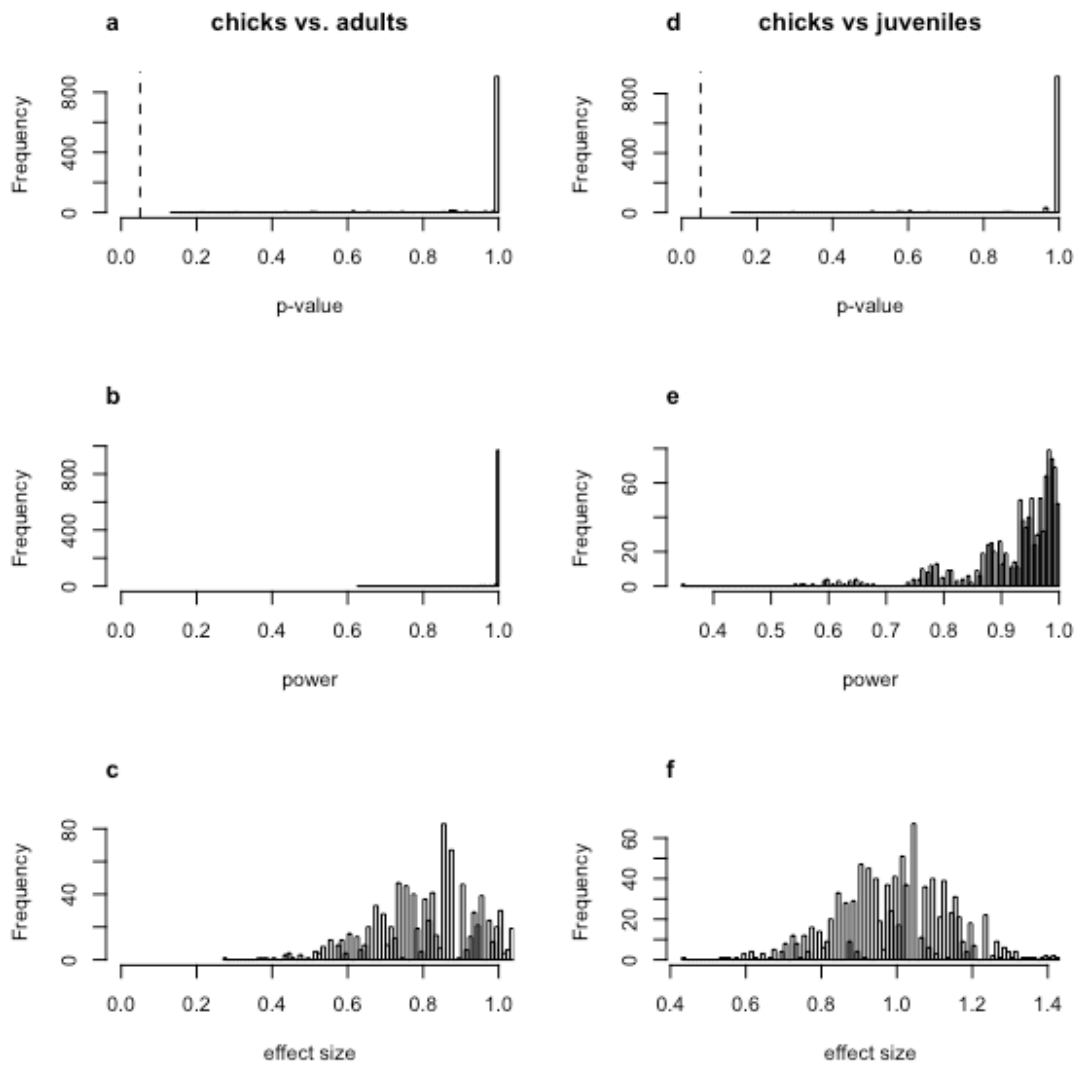 a chicks vs. adults
Frequency
0 400 800
0.0 0.2 0.4 0.6 0.8 1.0
p-value
d chicks vs juveniles
Frequency
0 400 800
0.0 0.2 0.4 0.6 0.8 1.0
p-value
b
Frequency
0 400 800
0.0 0.2 0.4 0.6 0.8 1.0
power
e
Frequency
0 20 60
0.4 0.5 0.6 0.7 0.8 0.9 1.0
power
c
Frequency
0 40 80
0.0 0.2 0.4 0.6 0.8 1.0
effect size
f
Frequency
0 20 40 60
0.4 0.6 0.8 1.0 1.2 1.4
effect size